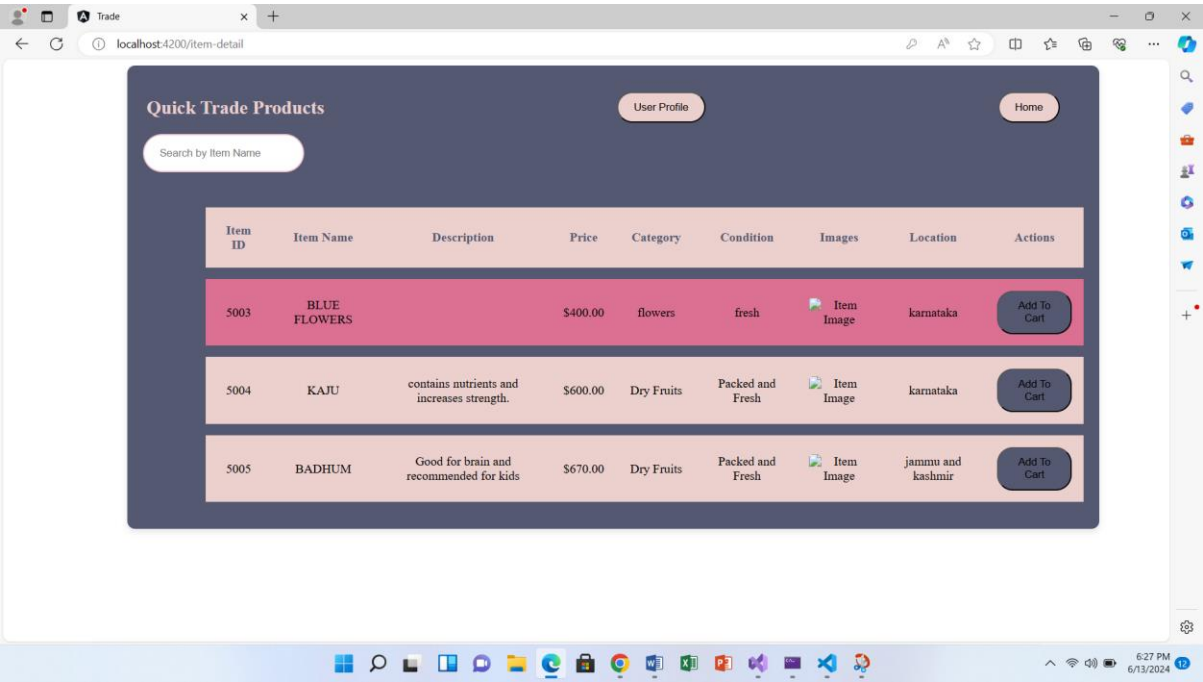 Trade
localhost:4200/item-detail
Quick Trade Products
User Profile
Home
Search by Item Name
Item ID
Item Name
Description
Price
Category
Condition
Images
Location
Actions
5003
BLUE
FLOWERS
$400.00
flowers
fresh
Item
Image
karnataka
Add To
Cart
5004
KAJU
contains nutrients and
increases strength.
$600.00
Dry Fruits
Packed and
Fresh
Item
Image
karnataka
Add To
Cart
5005
BADHUM
Good for brain and
recommended for kids
$670.00
Dry Fruits
Packed and
Fresh
Item
Image
jammu and
kashmir
Add To
Cart
6:27 PM
6/13/2024
12